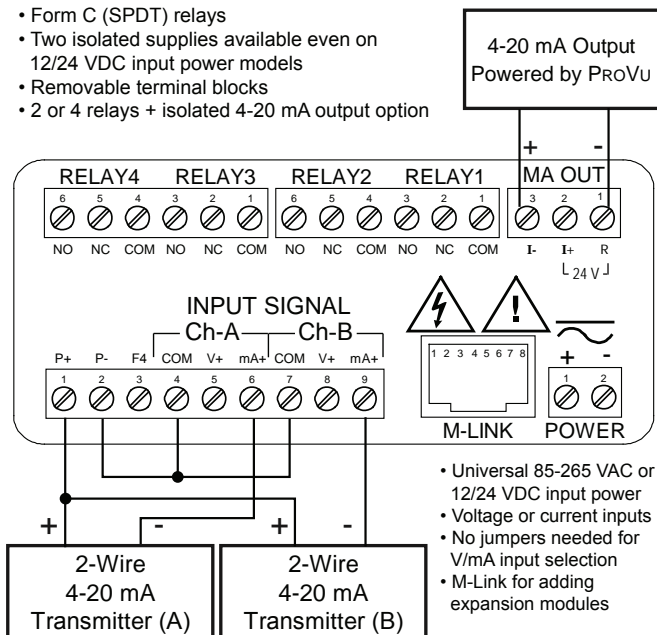 • Form C (SPDT) relays
• Two isolated supplies available even on
12/24 VDC input power models
• Removable terminal blocks
• 2 or 4 relays + isolated 4-20 mA output option
4-20 mA Output
Powered by PROVU
+ -
RELAY4 RELAY3 RELAY2 RELAY1 MA OUT
6 5 4 3 2 1 6 5 4 3 2 1 3 2 1
NO NC COM NO NC COM NO NC COM NO NC COM I- I+ R
24 V
INPUT SIGNAL
Ch-A Ch-B
P+ P- F4 COM V+ mA+ COM V+ mA+
1 2 3 4 5 6 7 8 9
!
1 2 3 4 5 6 7 8
+ -
1 2
M-LINK POWER
+ - + -
2-Wire
4-20 mA
Transmitter (A)
2-Wire
4-20 mA
Transmitter (B)
• Universal 85-265 VAC or
12/24 VDC input power
• Voltage or current inputs
• No jumpers needed for
V/mA input selection
• M-Link for adding
expansion modules